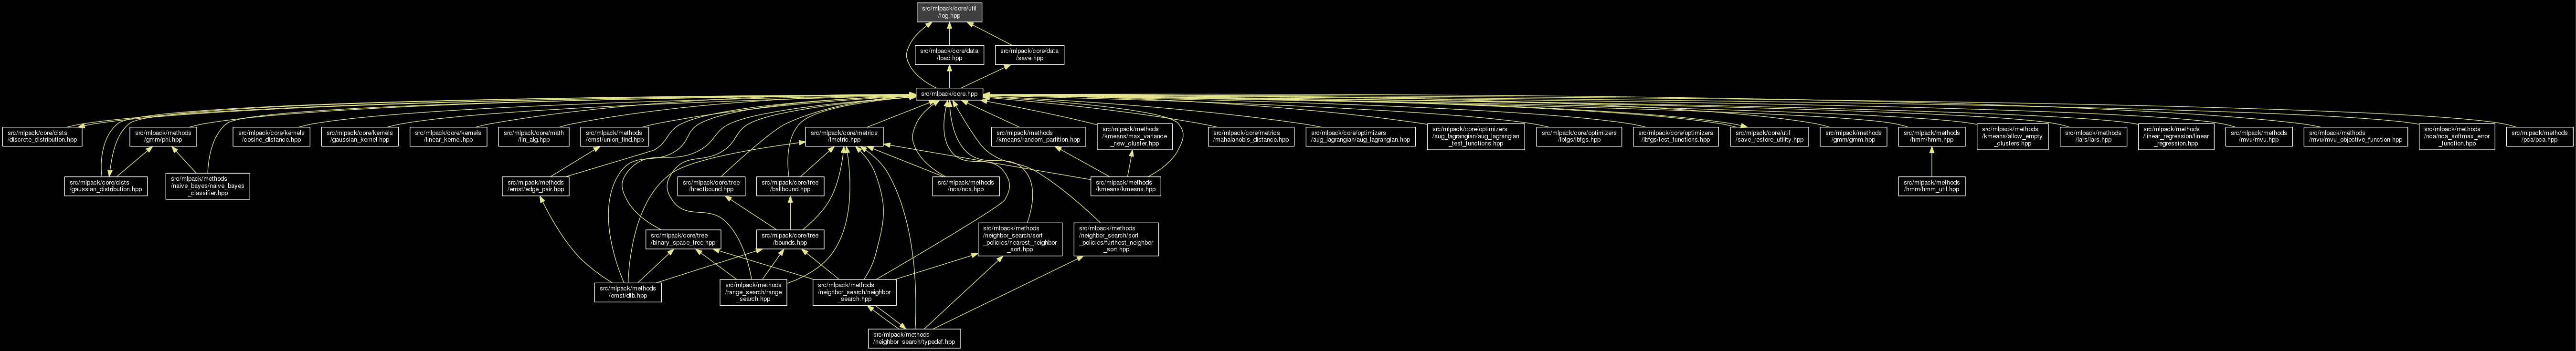 src/mlpack/core/util
/log.hpp
src/mlpack/core/data
/load.hpp
src/mlpack/core/data
/save.hpp
src/mlpack/core.hpp
src/mlpack/core/dists
/discrete_distribution.hpp
src/mlpack/methods
/gmm/phi.hpp
src/mlpack/core/kernels
/cosine_distance.hpp
src/mlpack/core/kernels
/gaussian_kernel.hpp
src/mlpack/core/kernels
/linear_kernel.hpp
src/mlpack/core/math
/lin_alg.hpp
src/mlpack/methods
/emst/union_find.hpp
src/mlpack/core/metrics
/lmetric.hpp
src/mlpack/methods
/kmeans/random_partition.hpp
src/mlpack/methods
/kmeans/max_variance
_new_cluster.hpp
src/mlpack/core/metrics
/mahalanobis_distance.hpp
src/mlpack/core/optimizers
/aug_lagrangian/aug_lagrangian.hpp
src/mlpack/core/optimizers
/aug_lagrangian/aug_lagrangian
_test_functions.hpp
src/mlpack/core/optimizers
/lbfgs/lbfgs.hpp
src/mlpack/core/optimizers
/lbfgs/test_functions.hpp
src/mlpack/core/util
/save_restore_utility.hpp
src/mlpack/methods
/gmm/gmm.hpp
src/mlpack/methods
/hmm/hmm.hpp
src/mlpack/methods
/kmeans/allow_empty
_clusters.hpp
src/mlpack/methods
/lars/lars.hpp
src/mlpack/methods
/linear_regression/linear
_regression.hpp
src/mlpack/methods
/mvu/mvu.hpp
src/mlpack/methods
/mvu/mvu_objective_function.hpp
src/mlpack/methods
/nca/nca_softmax_error
_function.hpp
src/mlpack/methods
/pca/pca.hpp
src/mlpack/core/dists
/gaussian_distribution.hpp
src/mlpack/methods
/naive_bayes/naive_bayes
_classifier.hpp
src/mlpack/methods
/emst/edge_pair.hpp
src/mlpack/core/tree
/hrectbound.hpp
src/mlpack/core/tree
/ballbound.hpp
src/mlpack/methods
/nca/nca.hpp
src/mlpack/methods
/kmeans/kmeans.hpp
src/mlpack/methods
/hmm/hmm_util.hpp
src/mlpack/core/tree
/binary_space_tree.hpp
src/mlpack/core/tree
/bounds.hpp
src/mlpack/methods
/neighbor_search/sort
_policies/nearest_neighbor
_sort.hpp
src/mlpack/methods
/neighbor_search/sort
_policies/furthest_neighbor
_sort.hpp
src/mlpack/methods
/emst/dtb.hpp
src/mlpack/methods
/range_search/range
_search.hpp
src/mlpack/methods
/neighbor_search/neighbor
_search.hpp
src/mlpack/methods
/neighbor_search/typedef.hpp